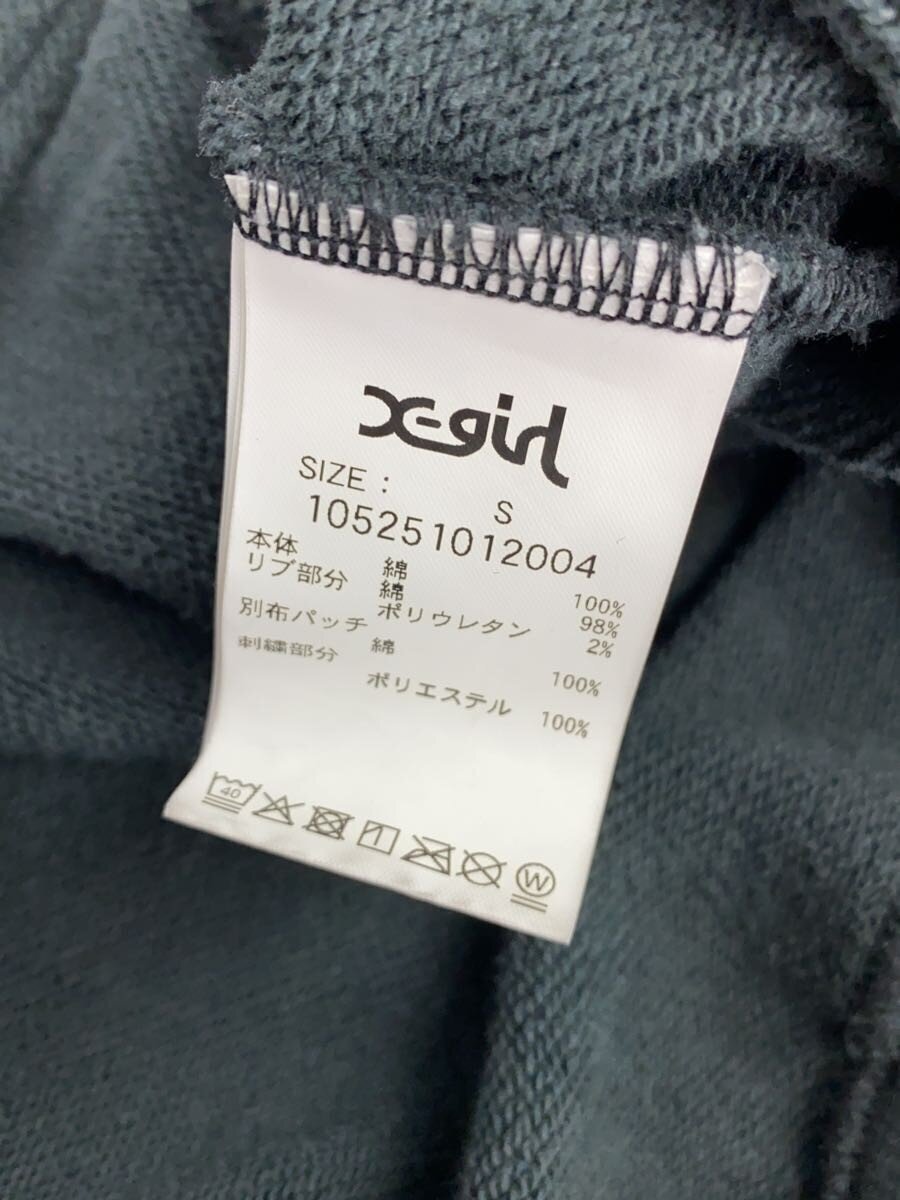 X-girl
SIZE : S
105251012004
本体 綿 100%
リブ部分 綿 98%
ポリウレタン 2%
別布パッチ 綿 100%
刺繍部分 ポリエステル 100%
40
W